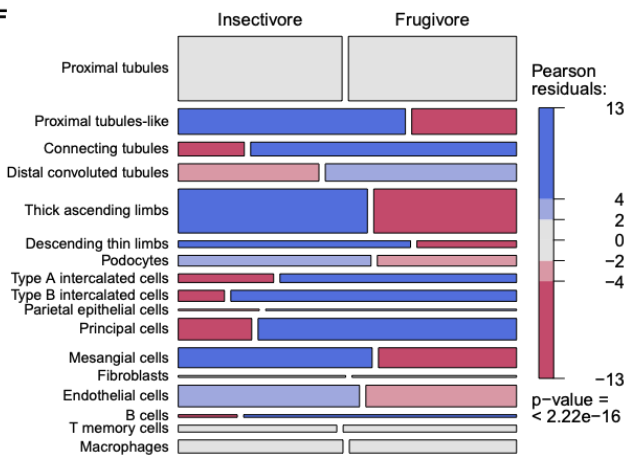 F
Insectivore Frugivore
Proximal tubules
Proximal tubules-like
Connecting tubules
Distal convoluted tubules
Thick ascending limbs
Descending thin limbs
Podocytes
Type A intercalated cells
Type B intercalated cells
Parietal epithelial cells
Principal cells
Mesangial cells
Fibroblasts
Endothelial cells
B cells
T memory cells
Macrophages
Pearson
residuals:
13
4
2
0
−2
−4
−13
p−value =
< 2.22e−16